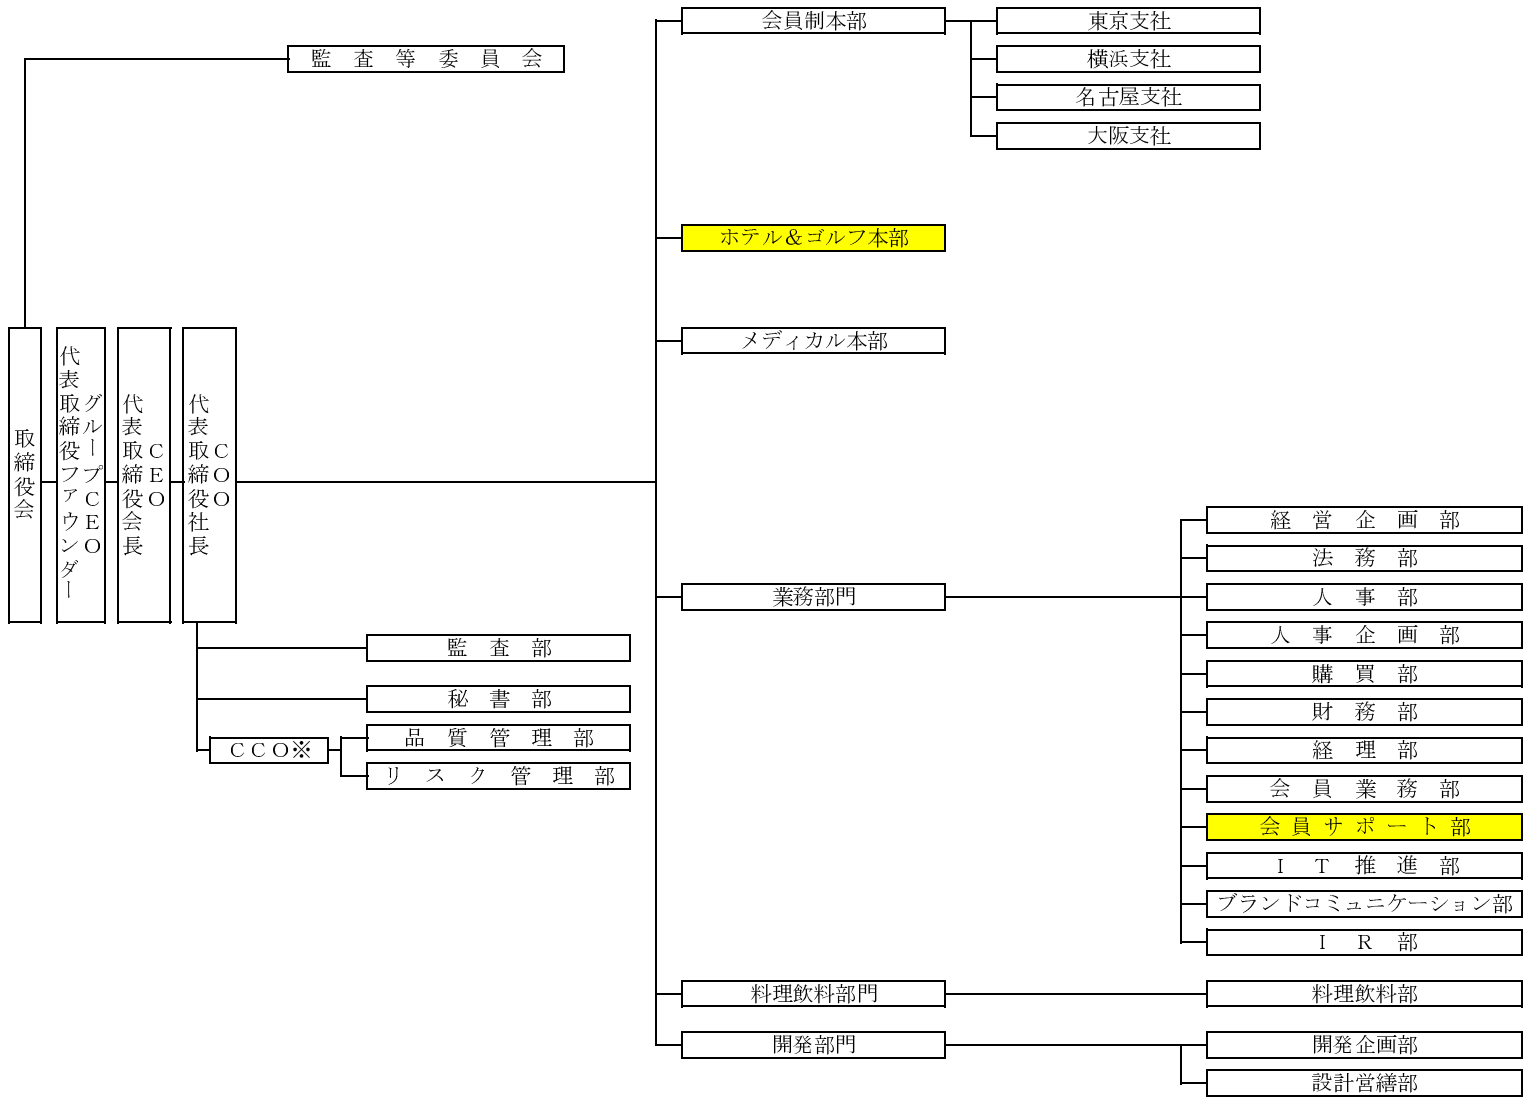 監査等委員会
取締役会
代表取締役ファウンダー
グループCEO
代表取締役会長
CEO
代表取締役社長
COO
監査部
秘書部
CCO※
品質管理部
リスク管理部
会員制本部
東京支社
横浜支社
名古屋支社
大阪支社
ホテル＆ゴルフ本部
メディカル本部
業務部門
経営企画部
法務部
人事部
人事企画部
購買部
財務部
経理部
会員業務部
会員サポート部
IT推進部
ブランドコミュニケーション部
IR部
料理飲料部門
料理飲料部
開発部門
開発企画部
設計営繕部